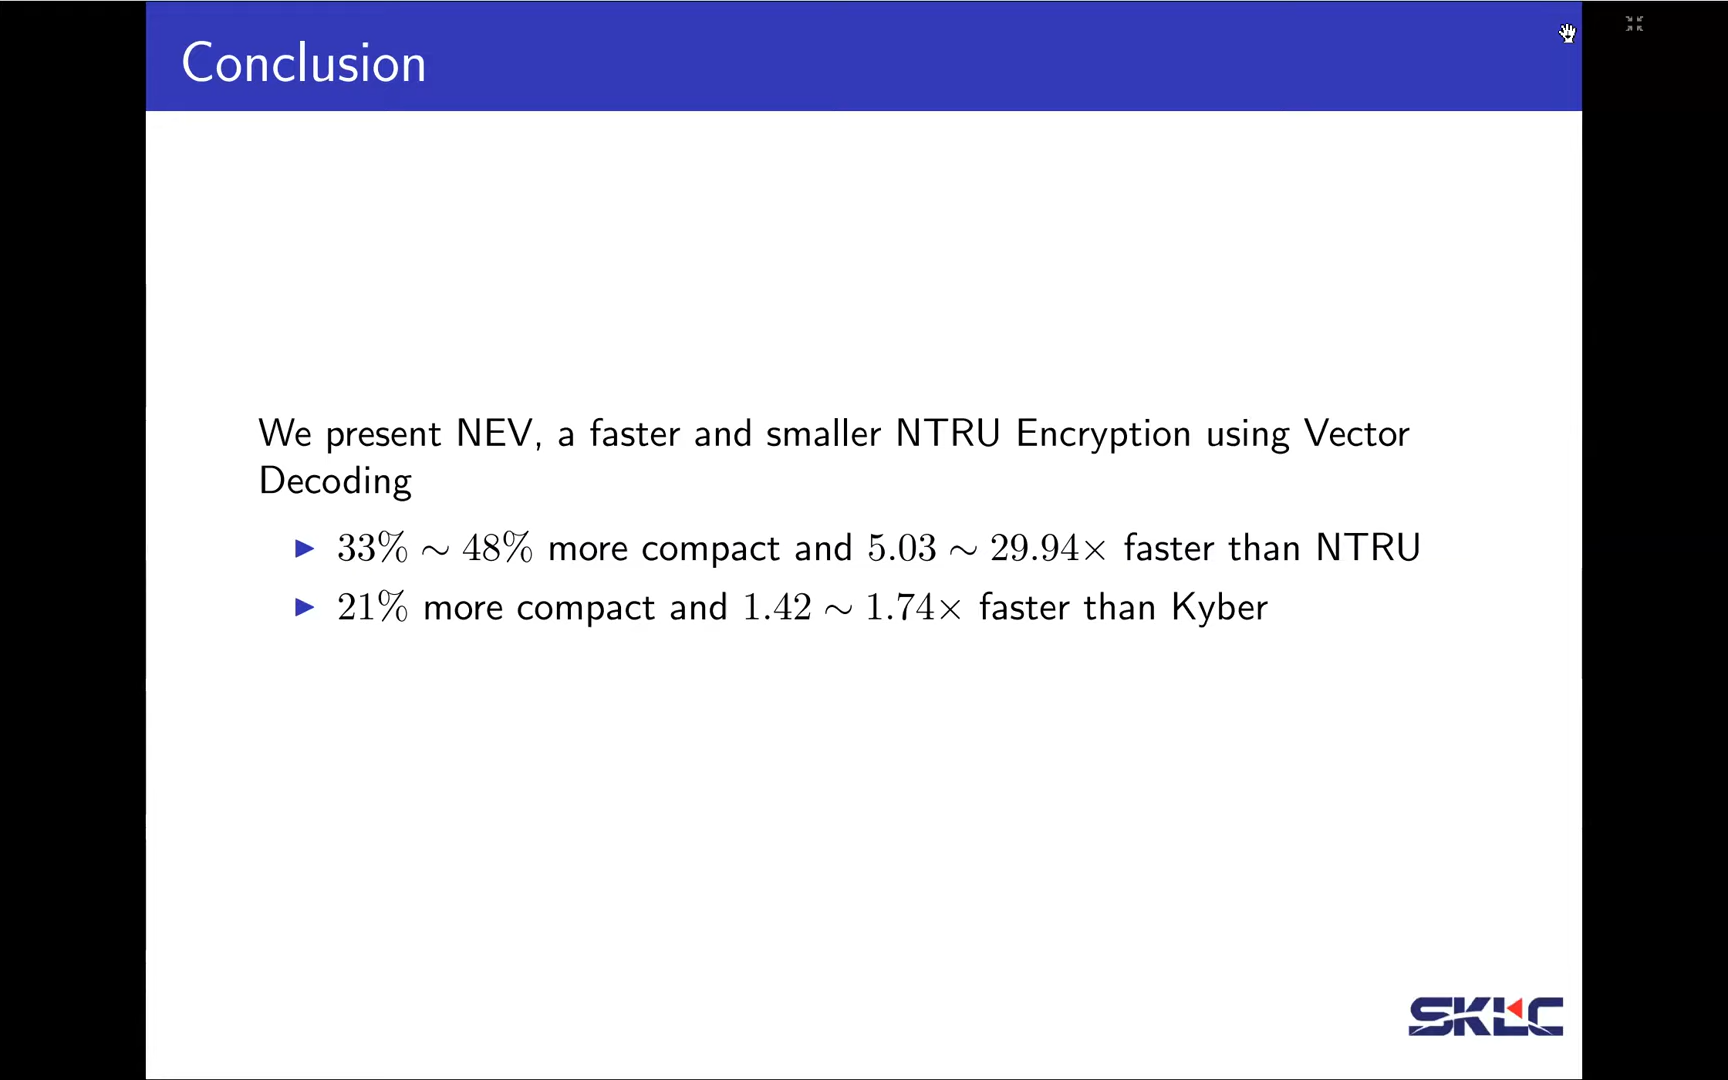 Conclusion
We present NEV, a faster and smaller NTRU Encryption using Vector
Decoding
▶ 33% ∼ 48% more compact and 5.03 ∼ 29.94× faster than NTRU
▶ 21% more compact and 1.42 ∼ 1.74× faster than Kyber
SKLC